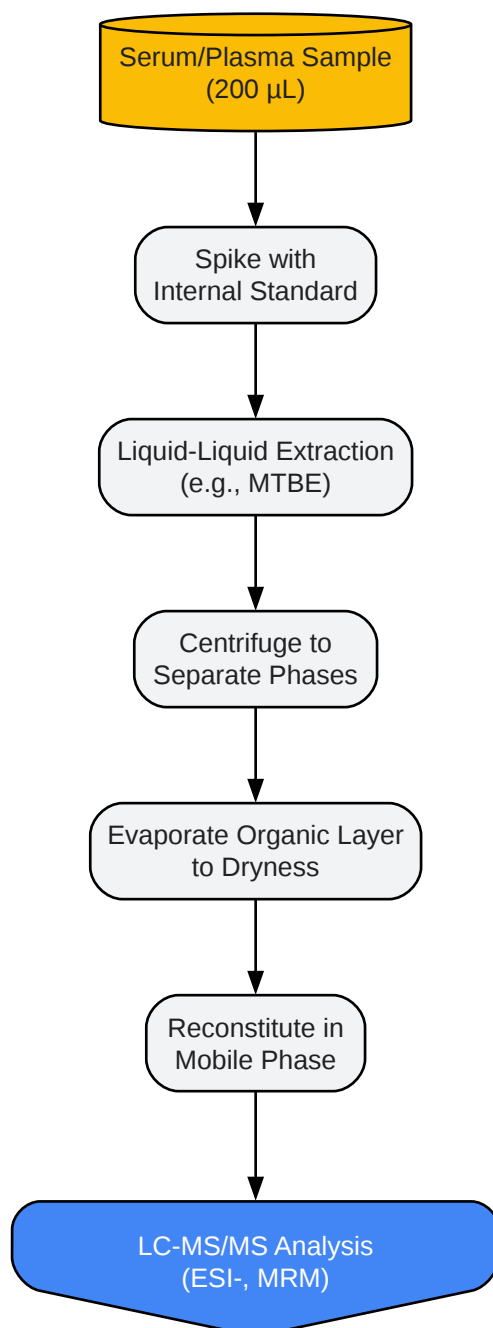 Serum/Plasma Sample
(200 µL)
Spike with
Internal Standard
Liquid-Liquid Extraction
(e.g., MTBE)
Centrifuge to
Separate Phases
Evaporate Organic Layer
to Dryness
Reconstitute in
Mobile Phase
LC-MS/MS Analysis
(ESI-, MRM)